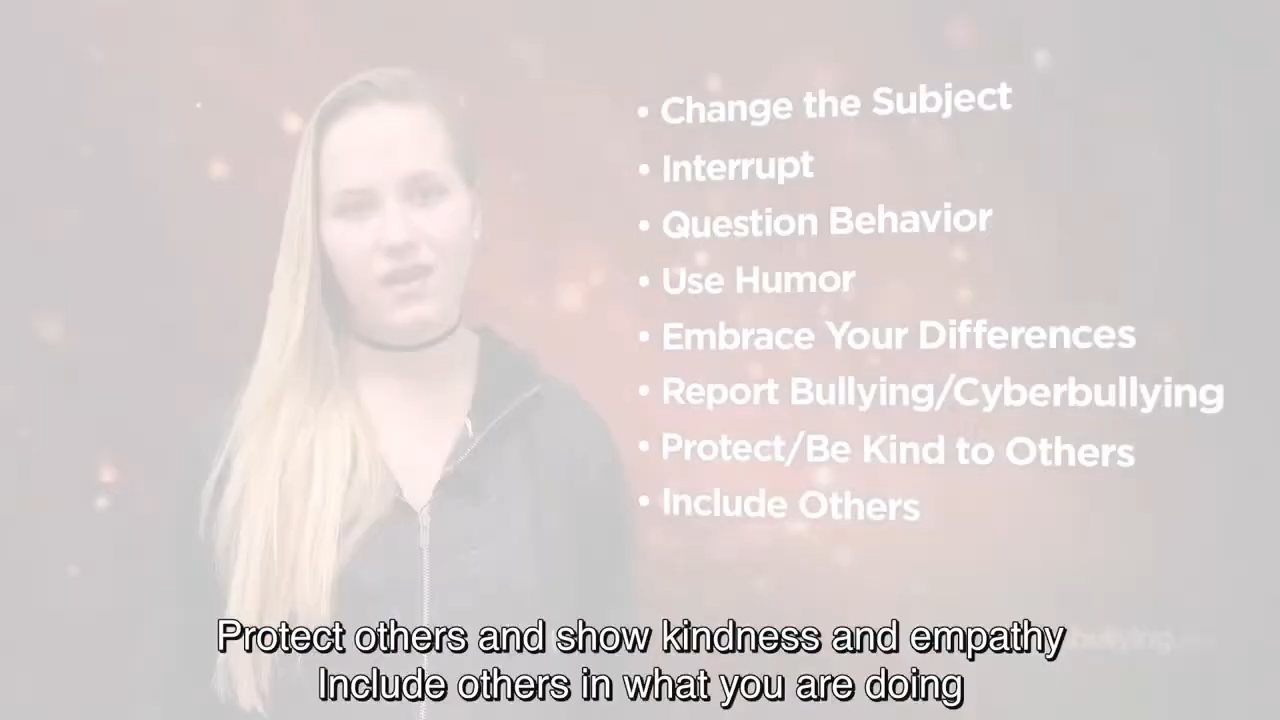 • Change the Subject
• Interrupt
• Question Behavior
• Use Humor
• Embrace Your Differences
• Report Bullying/Cyberbullying
• Protect/Be Kind to Others
• Include Others
bullying
Protect others and show kindness and empathy
Include others in what you are doing